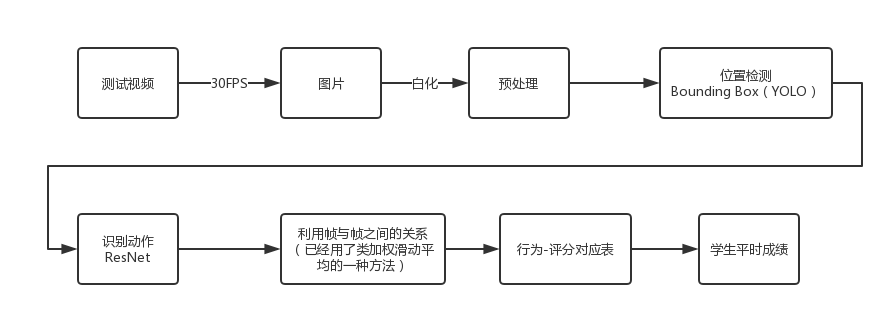 测试视频
30FPS
图片
白化
预处理
位置检测
Bounding Box（YOLO）
识别动作
ResNet
利用帧与帧之间的关系
（已经用了类加权滑动平
均的一种方法）
行为-评分对应表
学生平时成绩